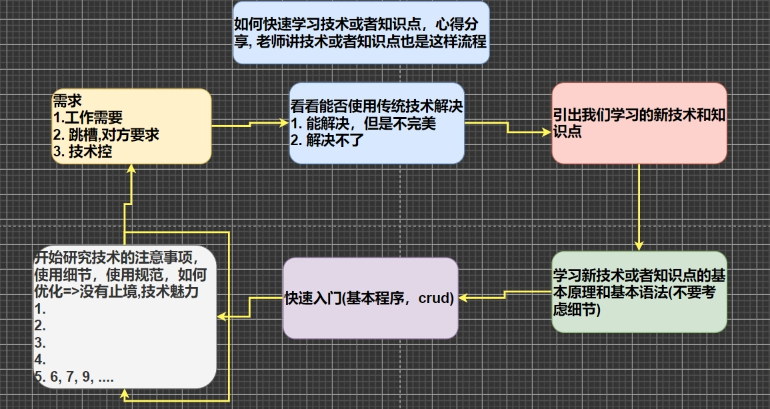 如何快速学习技术或者知识点，心得分
享, 老师讲技术或者知识点也是这样流程
需求
1.工作需要
2. 跳槽,对方要求
3. 技术控
看看能否使用传统技术解决
1. 能解决，但是不完美
2. 解决不了
引出我们学习的新技术和知
识点
学习新技术或者知识点的基
本原理和基本语法(不要考
虑细节)
快速入门(基本程序，crud)
开始研究技术的注意事项，
使用细节，使用规范，如何
优化=>没有止境,技术魅力
1.
2.
3.
4.
5. 6, 7, 9, ....